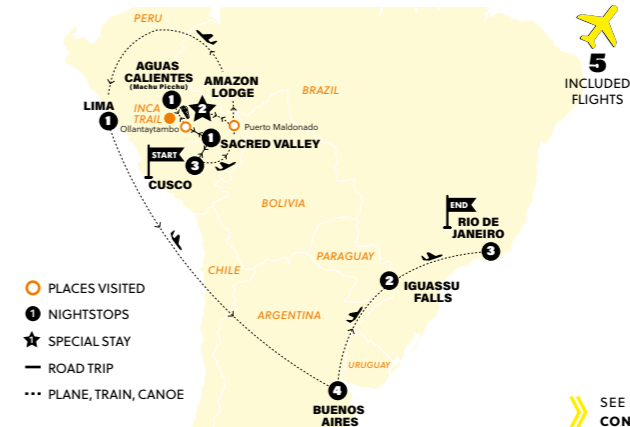 PERU
5
INCLUDED
FLIGHTS
AGUAS
CALIENTES
(Machu Picchu)
AMAZON
LODGE
BRAZIL
1
2
LIMA
1
INCA
TRAIL
Ollantaytambo
Puerto Maldonado
1
SACRED VALLEY
START
3
CUSCO
BOLIVIA
END
RIO DE
JANEIRO
3
PARAGUAY
CHILE
2
IGUASSU
FALLS
ARGENTINA
URUGUAY
4
BUENOS
AIRES
PLACES VISITED
1 NIGHTSTOPS
1 SPECIAL STAY
ROAD TRIP
PLANE, TRAIN, CANOE
SEE
CON